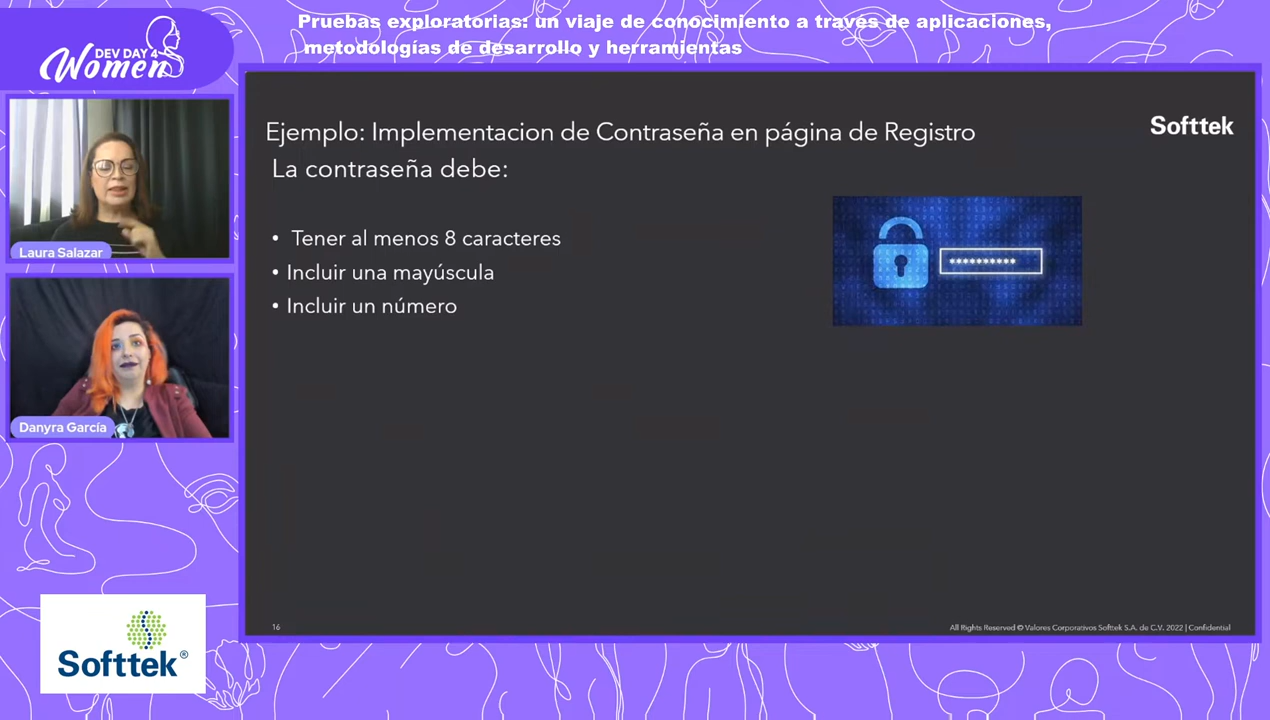 Pruebas exploratorias: un viaje de conocimiento a través de aplicaciones,
metodologías de desarrollo y herramientas
DEV DAY 4
Women
Laura Salazar
Danyra García
Softtek®
Ejemplo: Implementacion de Contraseña en página de Registro
La contraseña debe:
Softtek
• Tener al menos 8 caracteres
• Incluir una mayúscula
• Incluir un número
**********
16
All Rights Reserved © Valores Corporativos Softtek S.A. de C.V. 2022 | Confidential